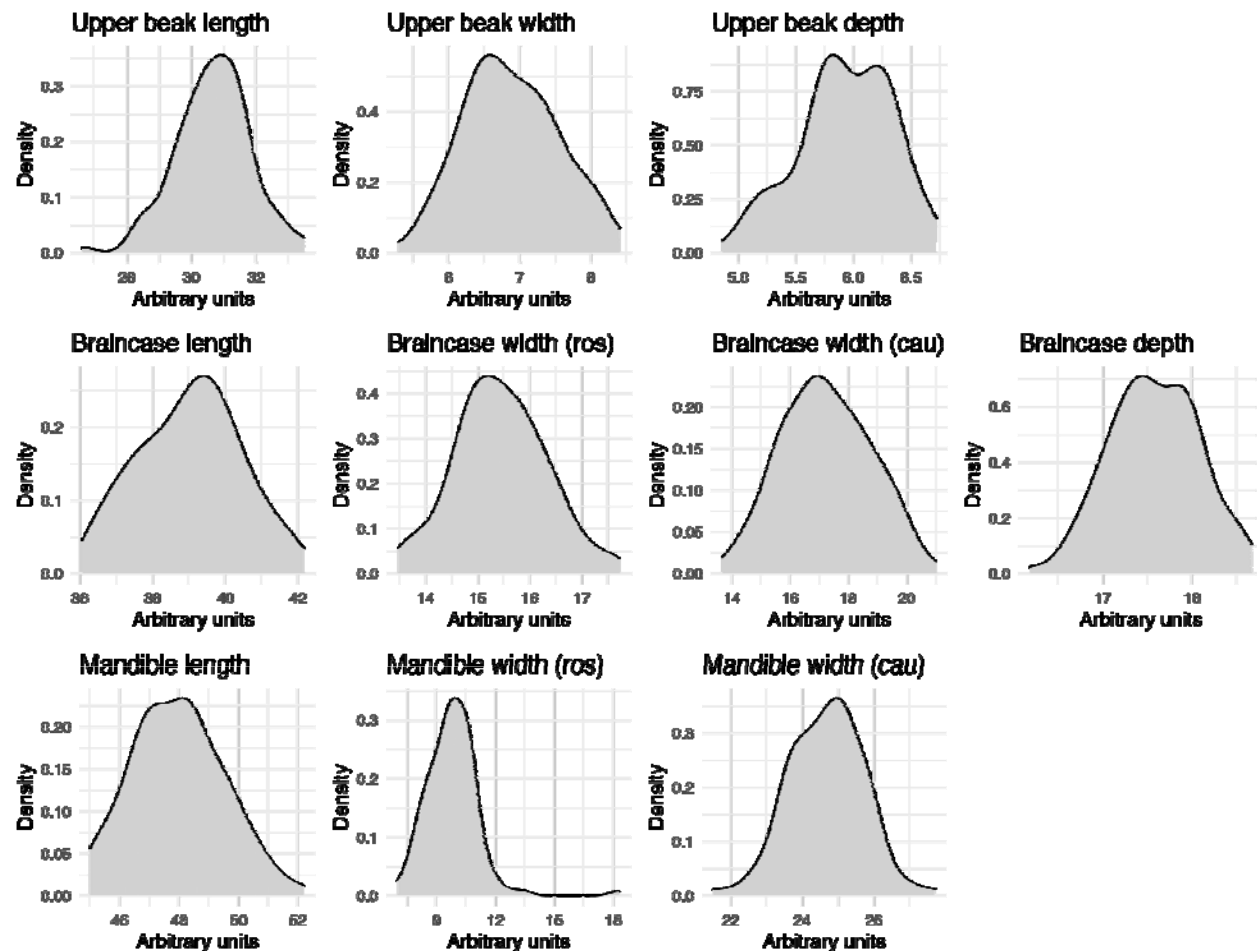 Upper beak length
Upper beak width
Upper beak depth
Density
0.3
0.2
0.1
0.0
28
30
32
Arbitrary units
Density
0.4
0.2
0.0
6
7
8
Arbitrary units
Density
0.75
0.50
0.25
0.00
5.0
5.5
6.0
6.5
Arbitrary units
Braincase length
Braincase width (ros)
Braincase width (cau)
Braincase depth
Density
0.2
0.1
0.0
36
38
40
42
Arbitrary units
Density
0.4
0.3
0.2
0.1
0.0
14
15
16
17
Arbitrary units
Density
0.20
0.15
0.10
0.05
0.00
14
16
18
20
Arbitrary units
Density
0.6
0.4
0.2
0.0
17
18
Arbitrary units
Mandible length
Mandible width (ros)
Mandible width (cau)
Density
0.20
0.15
0.10
0.05
0.00
46
48
50
52
Arbitrary units
Density
0.3
0.2
0.1
0.0
9
12
15
18
Arbitrary units
Density
0.3
0.2
0.1
0.0
22
24
26
Arbitrary units